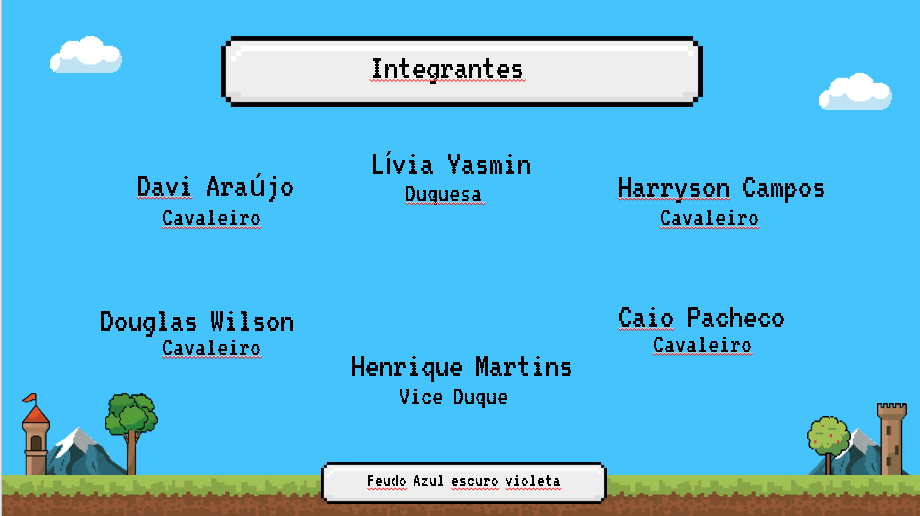 Integrantes
Lívia Yasmin
Duquesa
Davi Araújo
Cavaleiro
Harryson Campos
Cavaleiro
Douglas Wilson
Cavaleiro
Caio Pacheco
Cavaleiro
Henrique Martins
Vice Duque
Feudo Azul escuro violeta